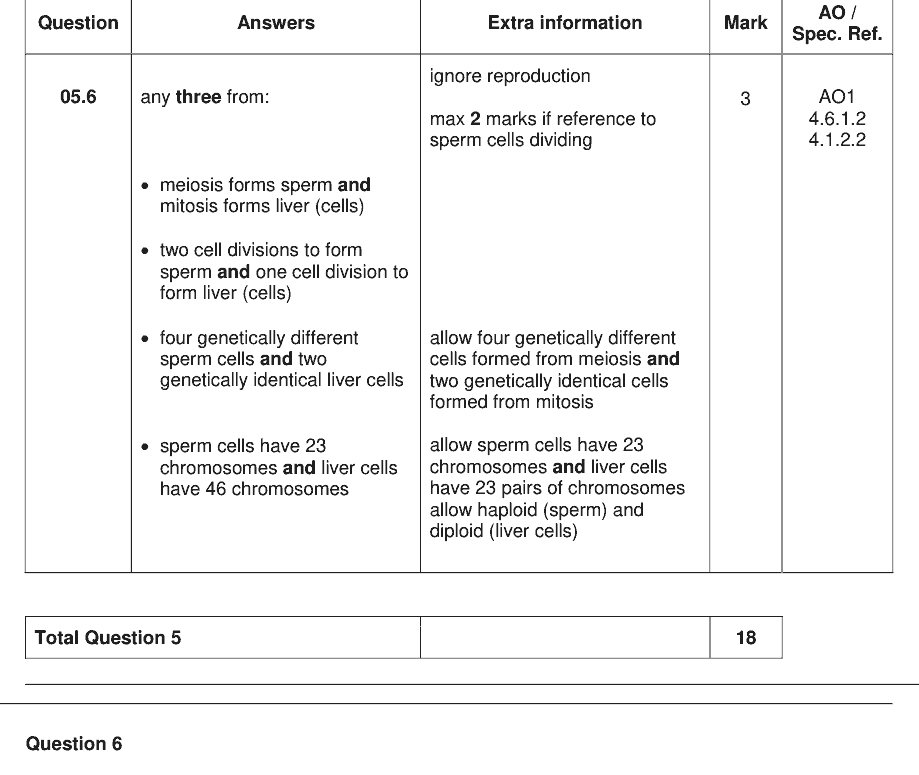 Question Answers Extra information Mark AO /
Spec. Ref.
05.6 any three from:
ignore reproduction
max 2 marks if reference to
sperm cells dividing
3
AO1
4.6.1.2
4.1.2.2
• meiosis forms sperm and
mitosis forms liver (cells)
• two cell divisions to form
sperm and one cell division to
form liver (cells)
• four genetically different
sperm cells and two
genetically identical liver cells
allow four genetically different
cells formed from meiosis and
two genetically identical cells
formed from mitosis
• sperm cells have 23
chromosomes and liver cells
have 46 chromosomes
allow sperm cells have 23
chromosomes and liver cells
have 23 pairs of chromosomes
allow haploid (sperm) and
diploid (liver cells)
Total Question 5 18
Question 6